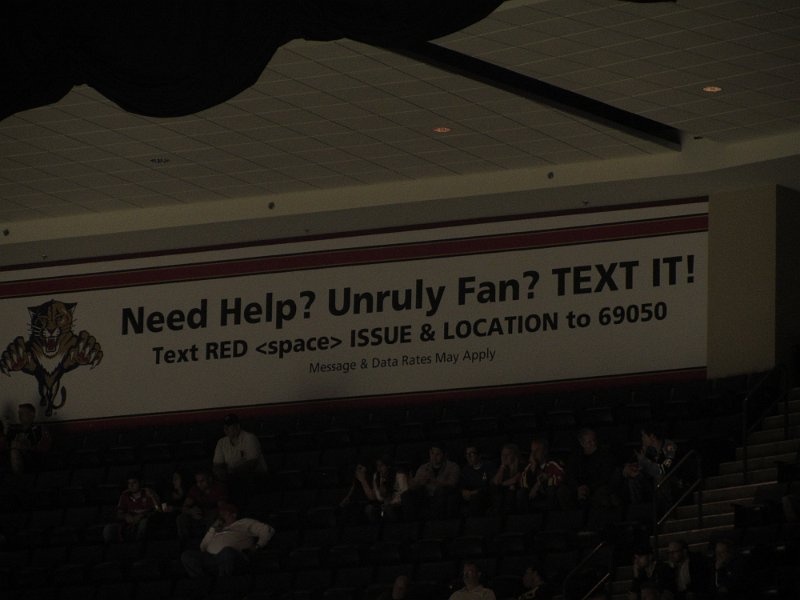 Need Help? Unruly Fan? TEXT IT!
Text RED <space> ISSUE & LOCATION to 69050
Message & Data Rates May Apply